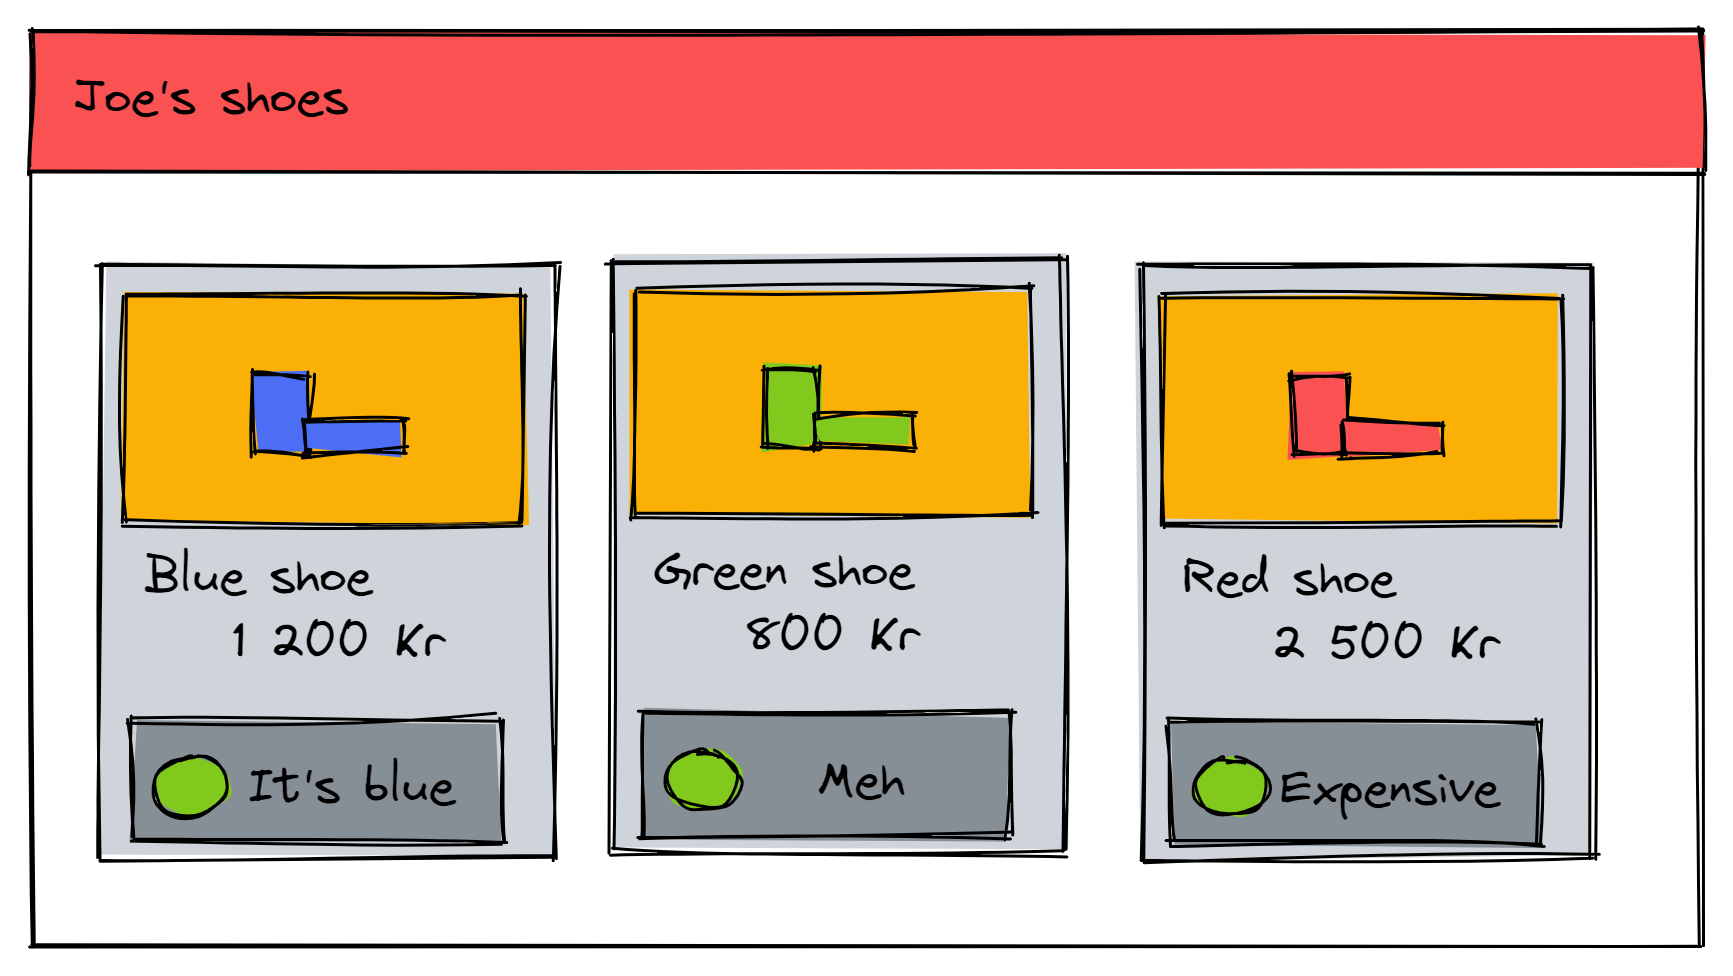 Joe's shoes
Blue shoe
1 200 Kr
It's blue
Green shoe
800 Kr
Meh
Red shoe
2 500 Kr
Expensive